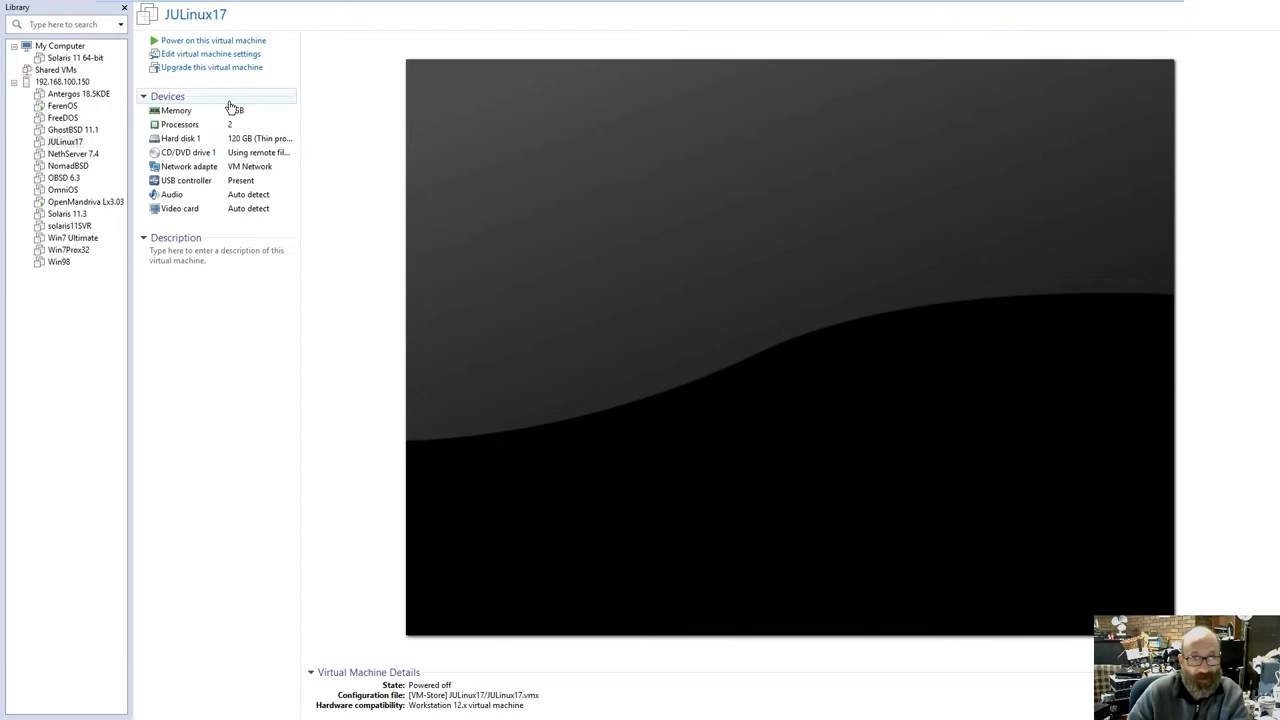 Library
Type here to search
My Computer
Solaris 11 64-bit
Shared VMs
192.168.100.150
Antergos 18.5KDE
FerenOS
FreeDOS
GhostBSD 11.1
JULinux17
NethServer 7.4
NomadBSD
OBSD 6.3
OmniOS
OpenMandriva Lx3.03
Solaris 11.3
solaris11SVR
Win7 Ultimate
Win7Prox32
Win98
JULinux17
Power on this virtual machine
Edit virtual machine settings
Upgrade this virtual machine
Devices
Memory
Processors 2
Hard disk 1 120 GB (Thin pro...
CD/DVD drive 1 Using remote fil...
Network adapte VM Network
USB controller Present
Audio Auto detect
Video card Auto detect
Description
Type here to enter a description of this
virtual machine.
Virtual Machine Details
State: Powered off
Configuration file: [VM-Store] JULinux17/JULinux17.vmx
Hardware compatibility: Workstation 12.x virtual machine